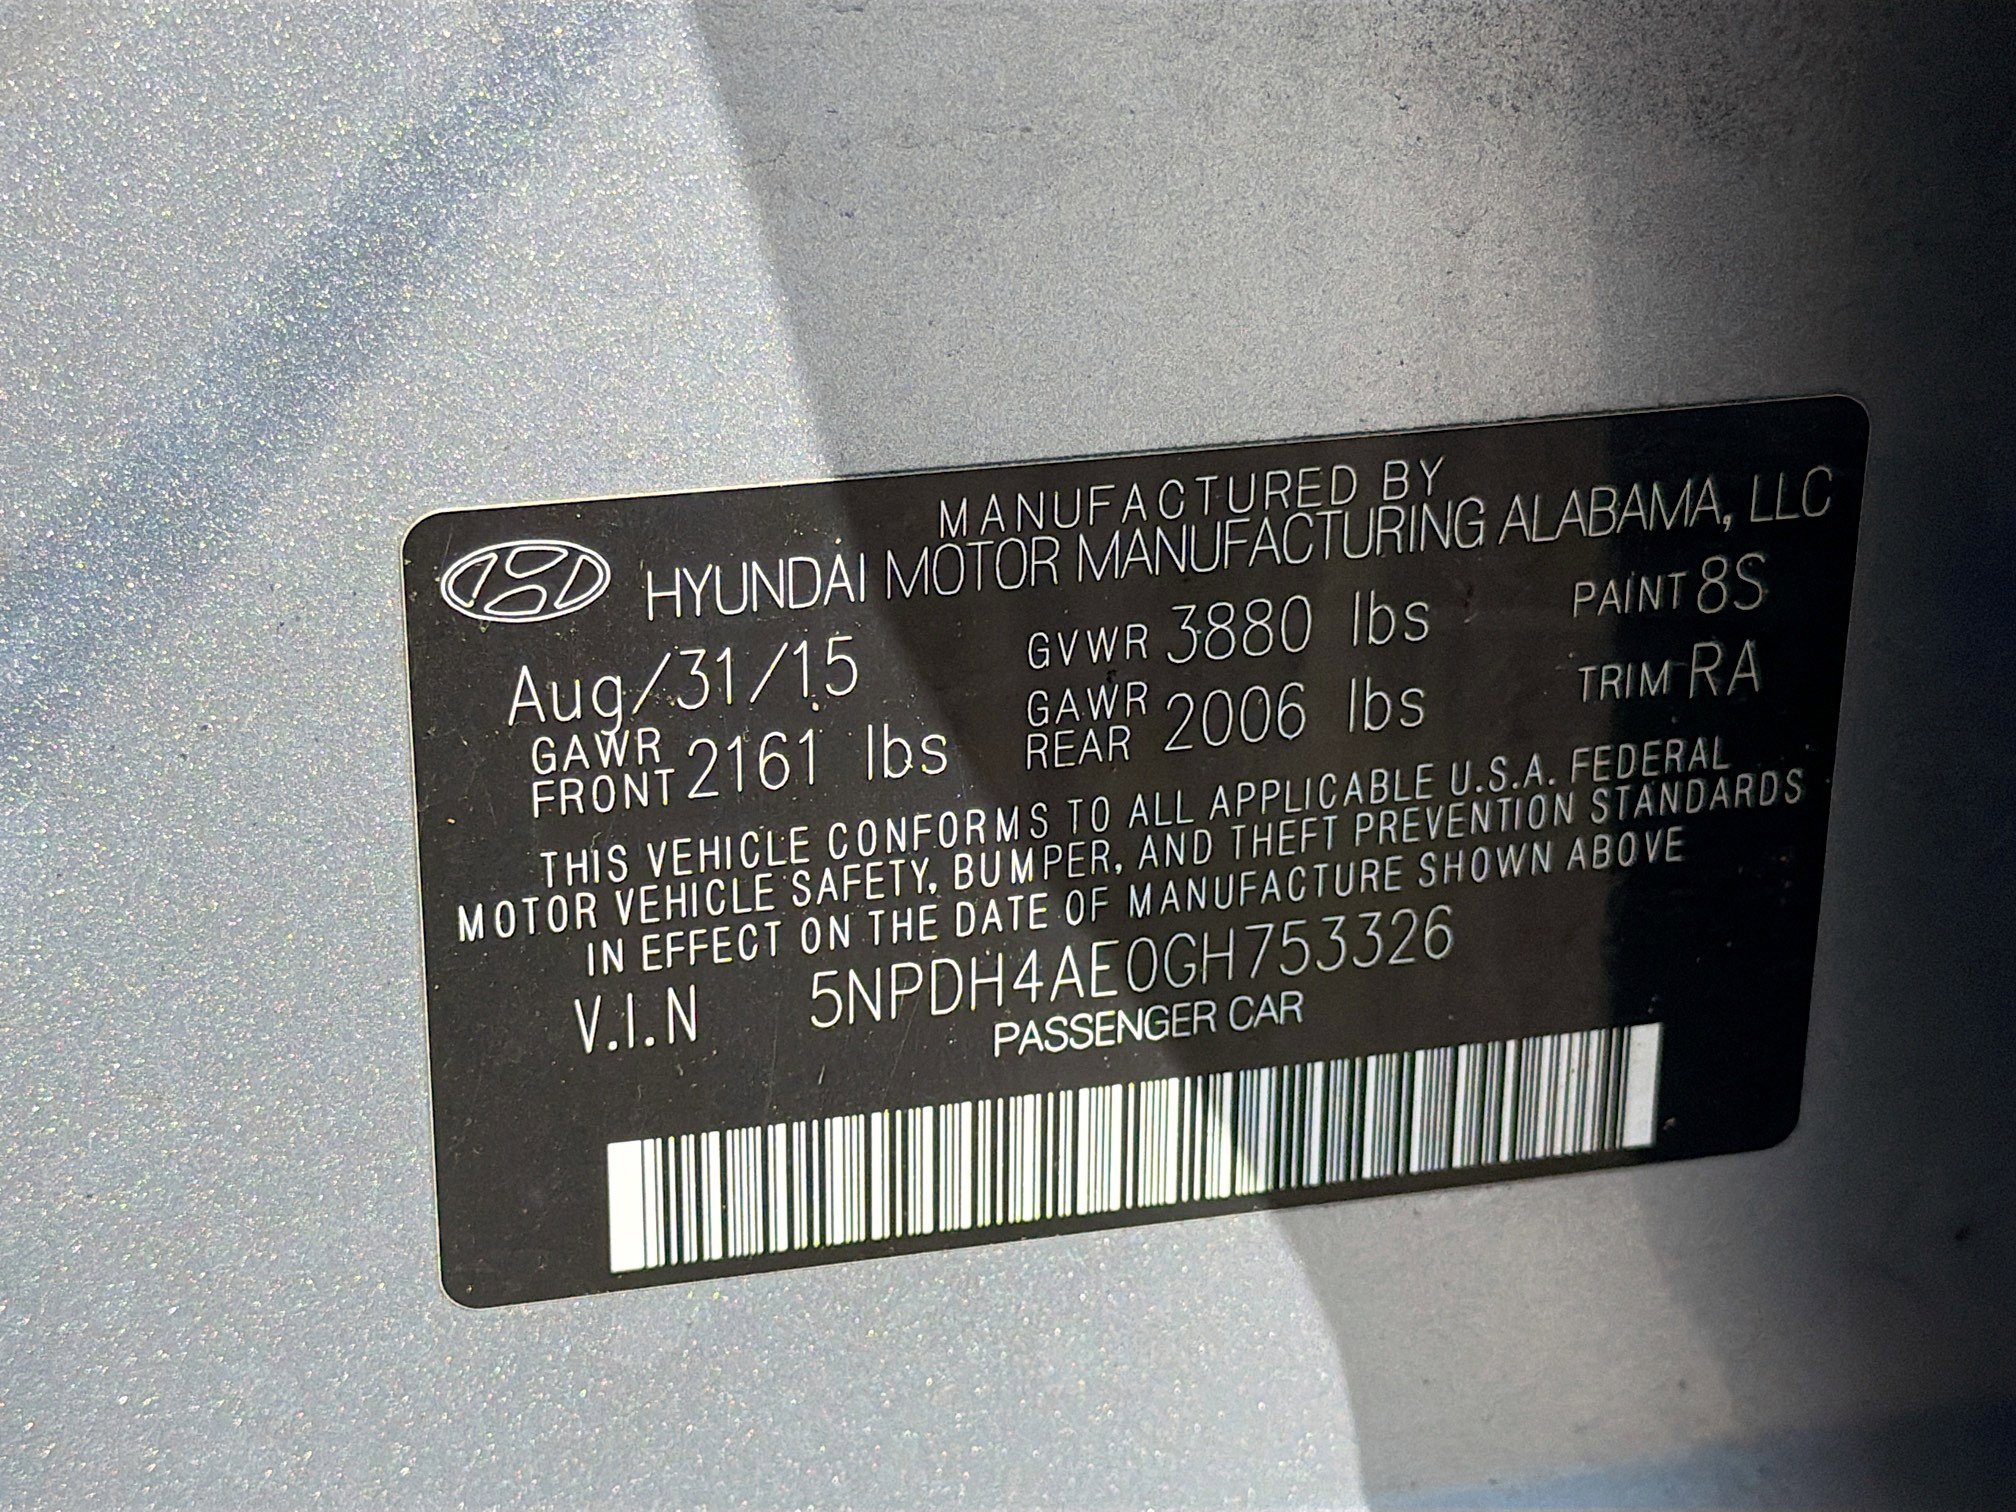 MANUFACTURED BY
HYUNDAI MOTOR MANUFACTURING ALABAMA, LLC
Aug/31/15 GVWR 3880 lbs PAINT 8S
GAWR FRONT 2161 lbs GAWR REAR 2006 lbs TRIM RA
THIS VEHICLE CONFORMS TO ALL APPLICABLE U.S.A. FEDERAL
MOTOR VEHICLE SAFETY, BUMPER, AND THEFT PREVENTION STANDARDS
IN EFFECT ON THE DATE OF MANUFACTURE SHOWN ABOVE
V.I.N 5NPDH4AE0GH753326
PASSENGER CAR